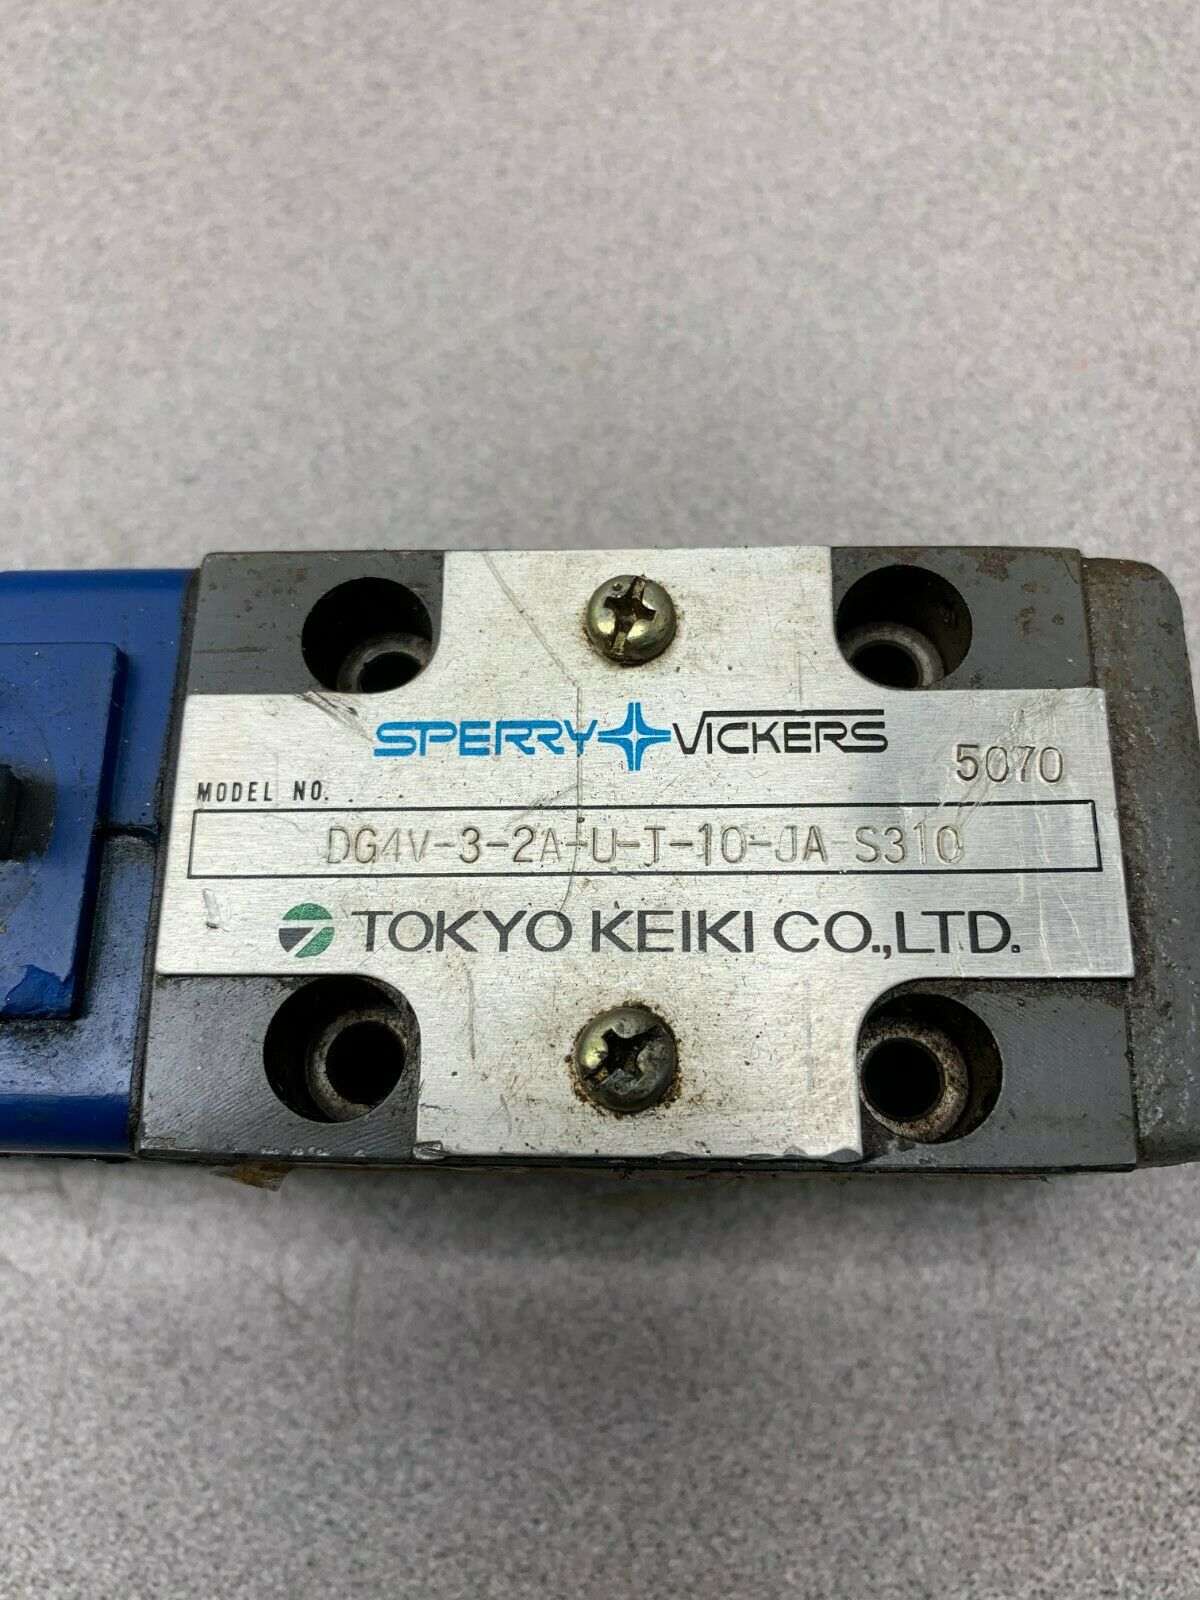 SPERRY VICKERS
5070
MODEL NO.
DG4V-3-2A-U-T-10-JA-S310
TOKYO KEIKI CO.,LTD.